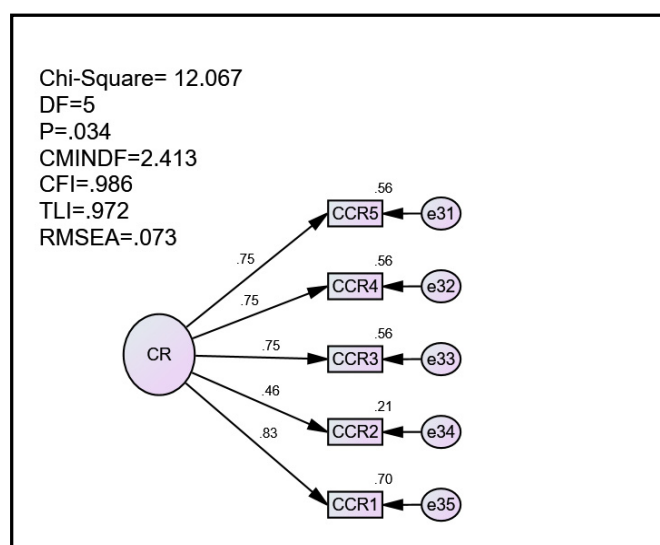 Chi-Square= 12.067
DF=5
P=.034
CMINDF=2.413
CFI=.986
TLI=.972
RMSEA=.073
.56
CCR5
e31
.75
.56
CCR4
e32
.75
.56
CCR3
e33
.75
CR
.46
.21
CCR2
e34
.83
.70
CCR1
e35